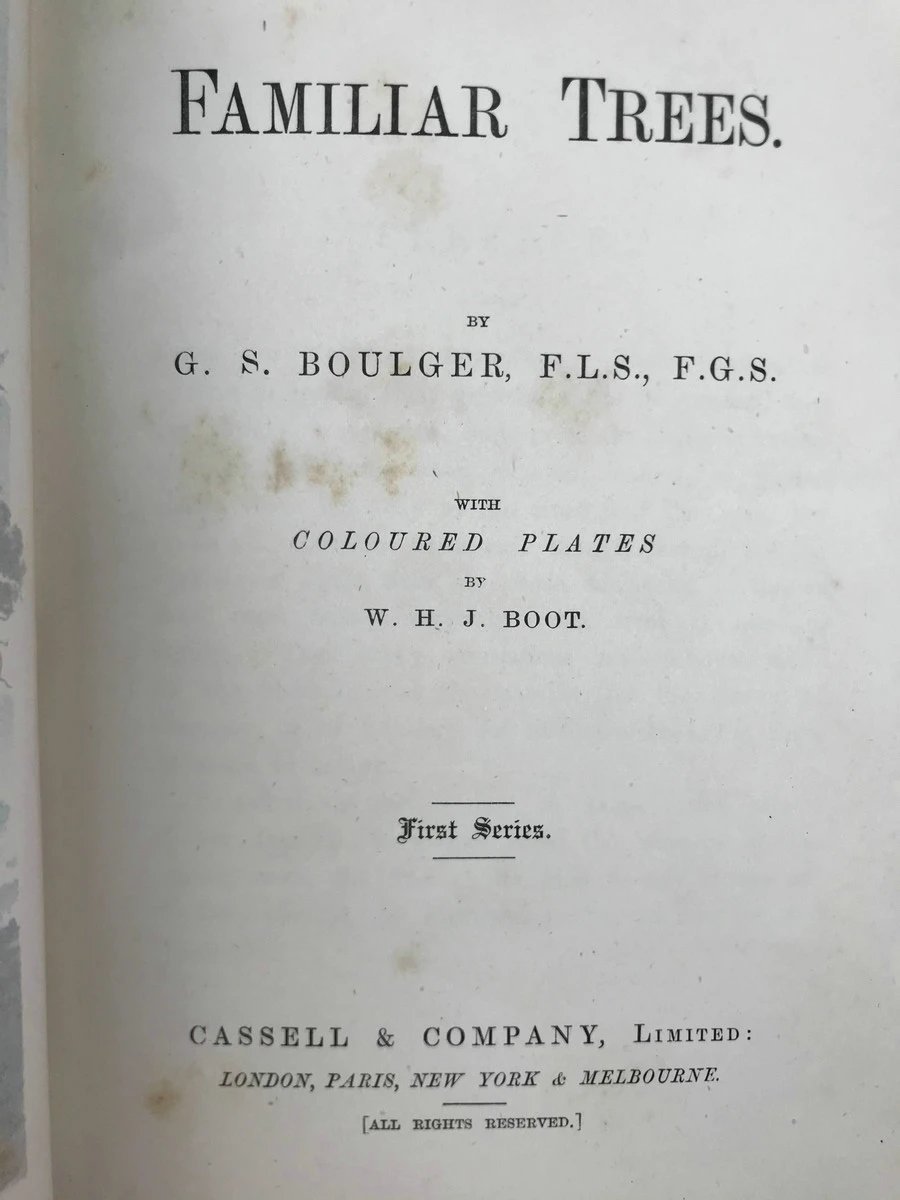 FAMILIAR TREES.
BY
G. S. BOULGER, F.L.S., F.G.S.
WITH
COLOURED PLATES
BY
W. H. J. BOOT.
First Series.
CASSELL & COMPANY, LIMITED:
LONDON, PARIS, NEW YORK & MELBOURNE.
[ALL RIGHTS RESERVED.]